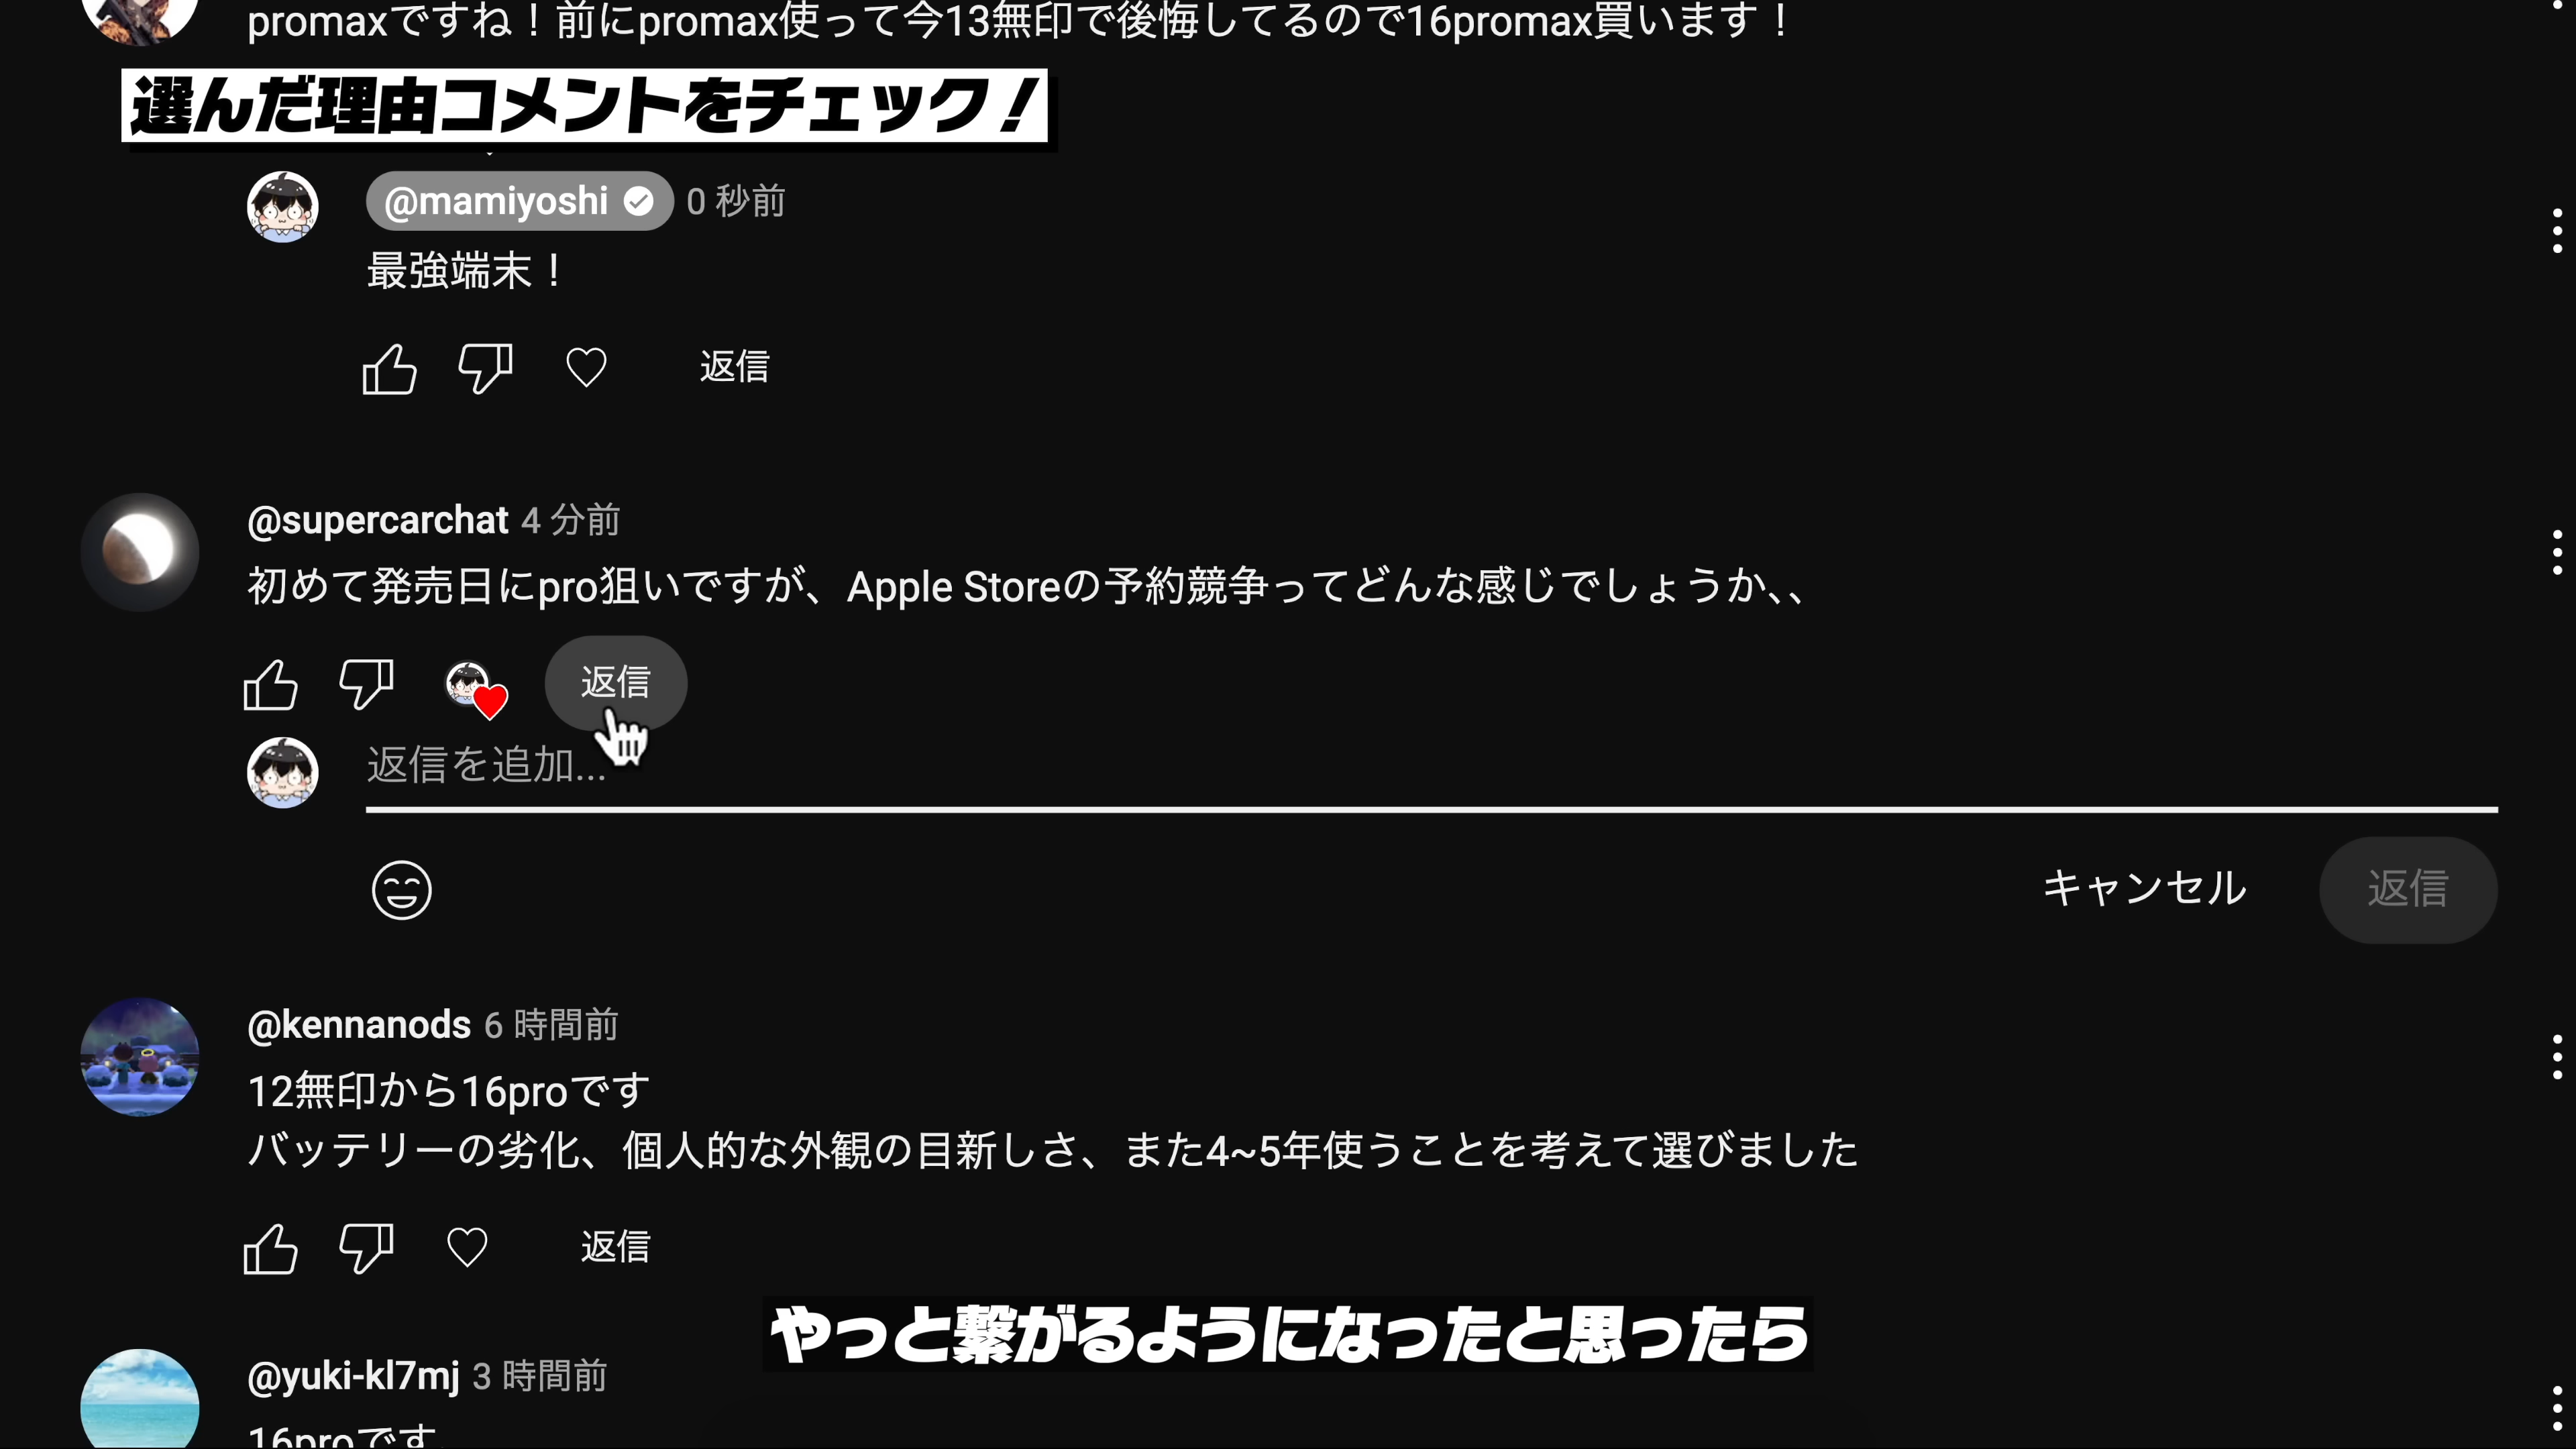 promaxですね！前にpromax使って今13無印で後悔してるので16promax買います！
選んだ理由コメントをチェック！
@mamiyoshi 0 秒前
最強端末！
返信
@supercarchat 4 分前
初めて発売日にpro狙いですが、Apple Storeの予約競争ってどんな感じでしょうか、、
返信
返信を追加...
キャンセル 返信
@kennanods 6 時間前
12無印から16proです
バッテリーの劣化、個人的な外観の目新しさ、また4~5年使うことを考えて選びました
返信
やっと繋がるようになったと思ったら
@yuki-kl7mj 3 時間前
16proです